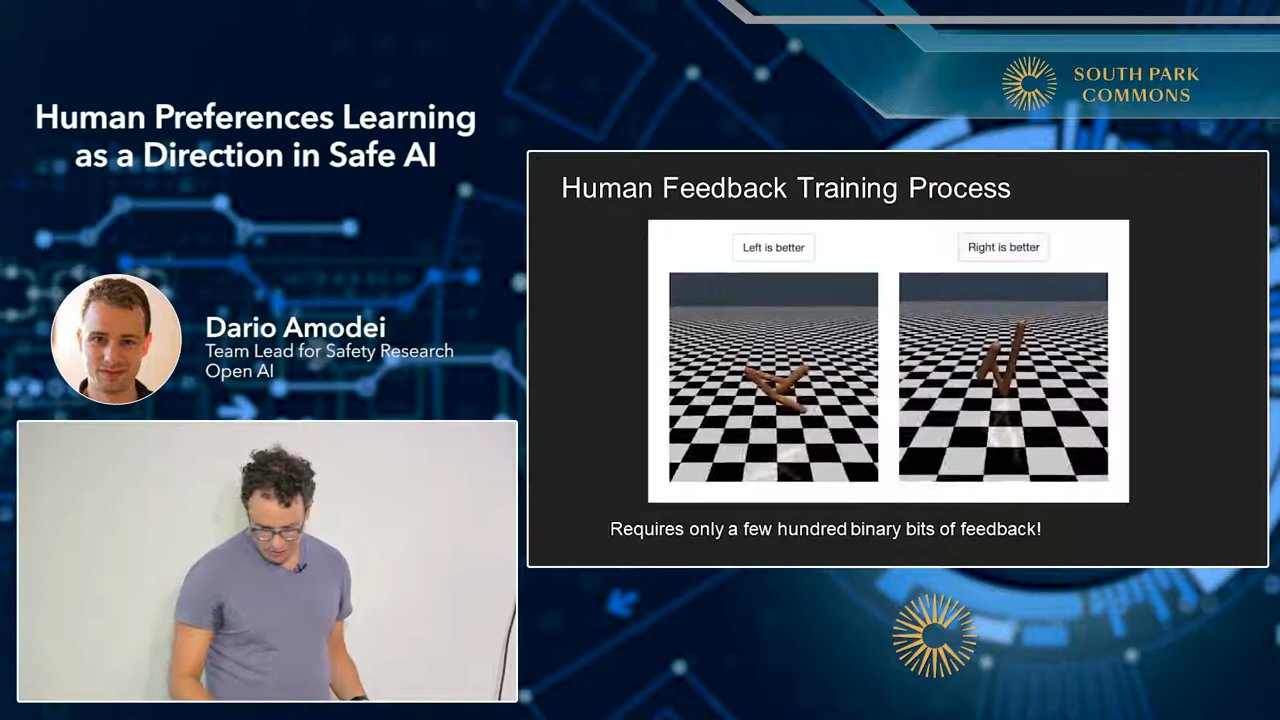 SOUTH PARK
COMMONS
Human Preferences Learning
as a Direction in Safe AI
Dario Amodei
Team Lead for Safety Research
Open AI
Human Feedback Training Process
Left is better
Right is better
Requires only a few hundred binary bits of feedback!